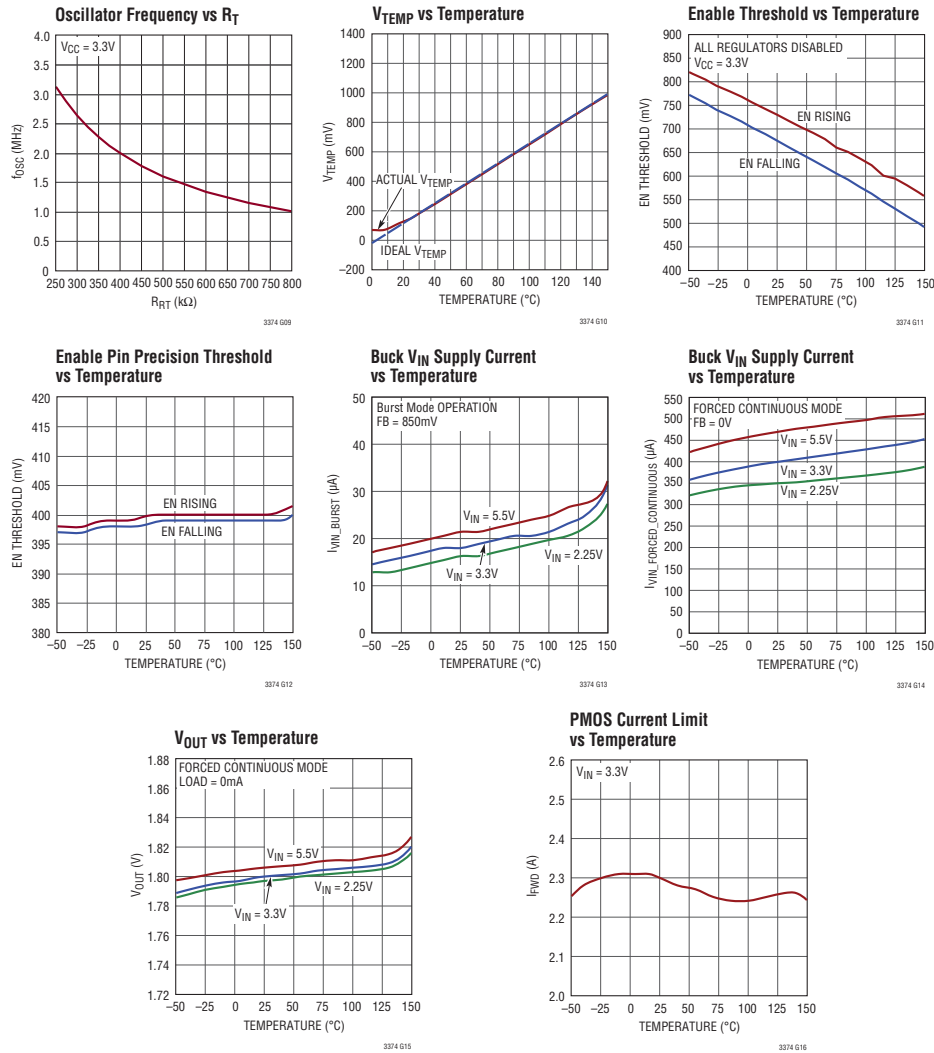 Oscillator Frequency vs RT
VCC = 3.3V
4.0
3.5
3.0
2.5
2.0
1.5
1.0
0.5
0
fOSC (MHz)
250 300 350 400 450 500 550 600 650 700 750 800
RRT (kΩ)
3374 G09
VTEMP vs Temperature
1400
1200
1000
800
600
400
200
0
–200
VTEMP (mV)
ACTUAL VTEMP
IDEAL VTEMP
0 20 40 60 80 100 120 140
TEMPERATURE (°C)
3374 G10
Enable Threshold vs Temperature
ALL REGULATORS DISABLED
VCC = 3.3V
900
850
800
750
700
650
600
550
500
450
400
EN THRESHOLD (mV)
EN RISING
EN FALLING
–50 –25 0 25 50 75 100 125 150
TEMPERATURE (°C)
3374 G11
Enable Pin Precision Threshold
vs Temperature
420
415
410
405
400
395
390
385
380
EN THRESHOLD (mV)
EN RISING
EN FALLING
–50 –25 0 25 50 75 100 125 150
TEMPERATURE (°C)
3374 G12
Buck VIN Supply Current
vs Temperature
Burst Mode OPERATION
FB = 850mV
50
40
30
20
10
0
IVIN_BURST (µA)
VIN = 5.5V
VIN = 3.3V
VIN = 2.25V
–50 –25 0 25 50 75 100 125 150
TEMPERATURE (°C)
3374 G13
Buck VIN Supply Current
vs Temperature
FORCED CONTINUOUS MODE
FB = 0V
550
500
450
400
350
300
250
200
150
100
50
0
IVIN_FORCED_CONTINUOUS (µA)
VIN = 5.5V
VIN = 3.3V
VIN = 2.25V
–50 –25 0 25 50 75 100 125 150
TEMPERATURE (°C)
3374 G14
VOUT vs Temperature
FORCED CONTINUOUS MODE
LOAD = 0mA
1.88
1.86
1.84
1.82
1.80
1.78
1.76
1.74
1.72
VOUT (V)
VIN = 5.5V
VIN = 2.25V
VIN = 3.3V
–50 –25 0 25 50 75 100 125 150
TEMPERATURE (°C)
3374 G15
PMOS Current Limit
vs Temperature
VIN = 3.3V
2.6
2.5
2.4
2.3
2.2
2.1
2.0
IFWD (A)
–50 –25 0 25 50 75 100 125 150
TEMPERATURE (°C)
3374 G16